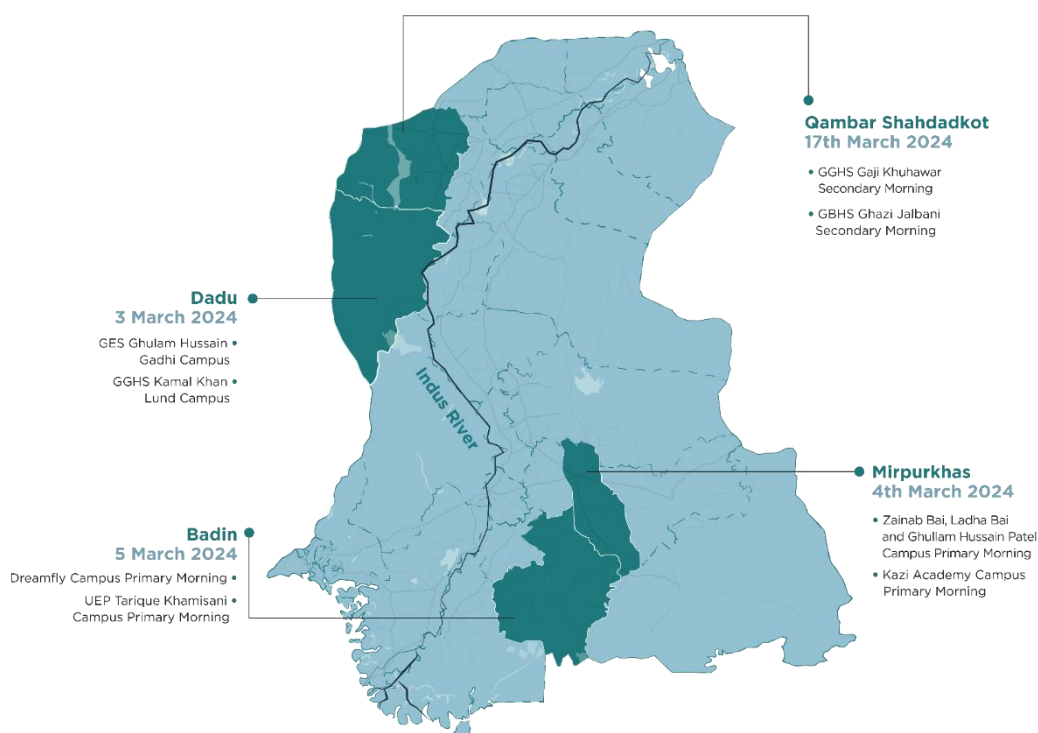 Qambar Shahdadkot
17th March 2024
• GGHS Gaji Khuhawar
Secondary Morning
• GBHS Ghazi Jalbani
Secondary Morning
Dadu
3 March 2024
GES Ghulam Hussain •
Gadhi Campus
GGHS Kamal Khan •
Lund Campus
Indus River
Mirpurkhas
4th March 2024
• Zainab Bai, Ladha Bai
and Ghullam Hussain Patel
Campus Primary Morning
• Kazi Academy Campus
Primary Morning
Badin
5 March 2024
Dreamfly Campus Primary Morning •
UEP Tarique Khamisani •
Campus Primary Morning